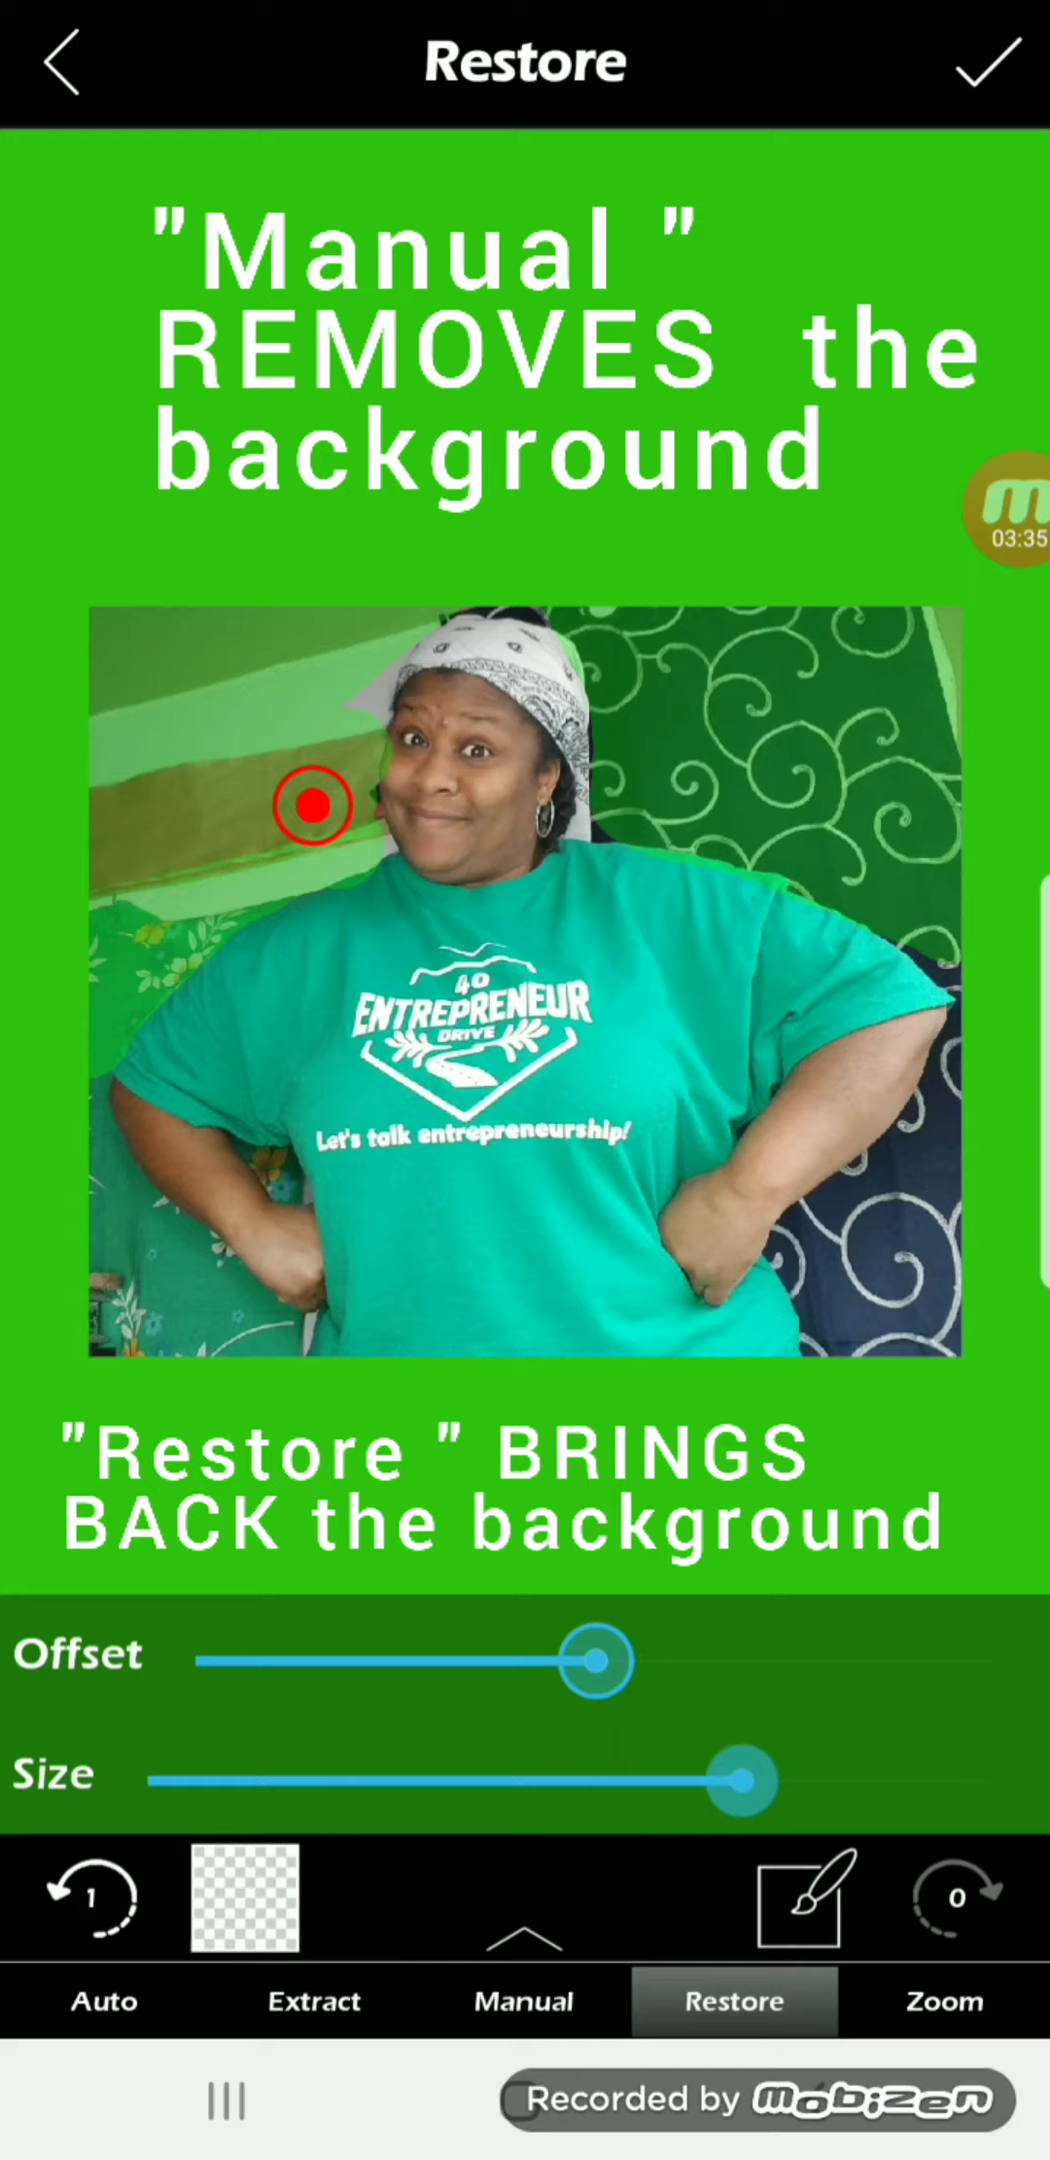 Restore
"Manual "
REMOVES the
background
m
03:35
40
ENTREPRENEUR
DRIVE
Let's talk entrepreneurship!
"Restore " BRINGS
BACK the background
Offset
Size
1
0
Auto Extract Manual Restore Zoom
Recorded by mobizen